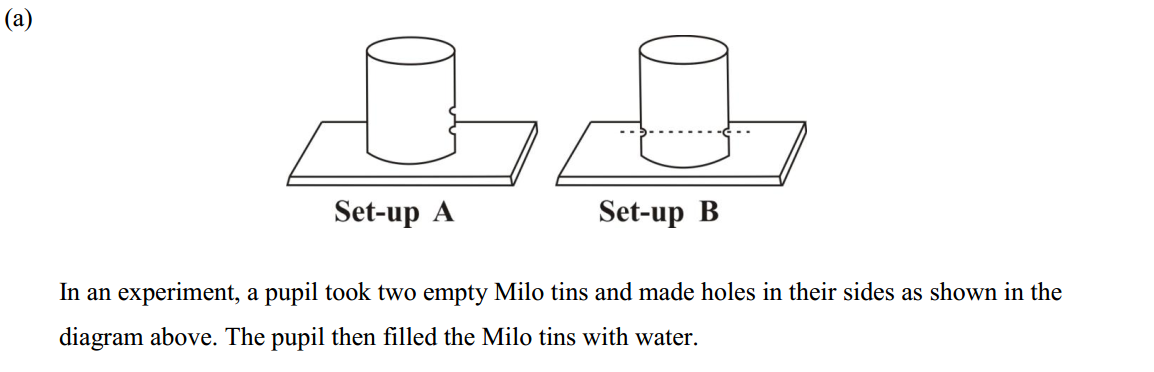 (a)
Set-up A
Set-up B
In an experiment, a pupil took two empty Milo tins and made holes in their sides as shown in the
diagram above. The pupil then filled the Milo tins with water.